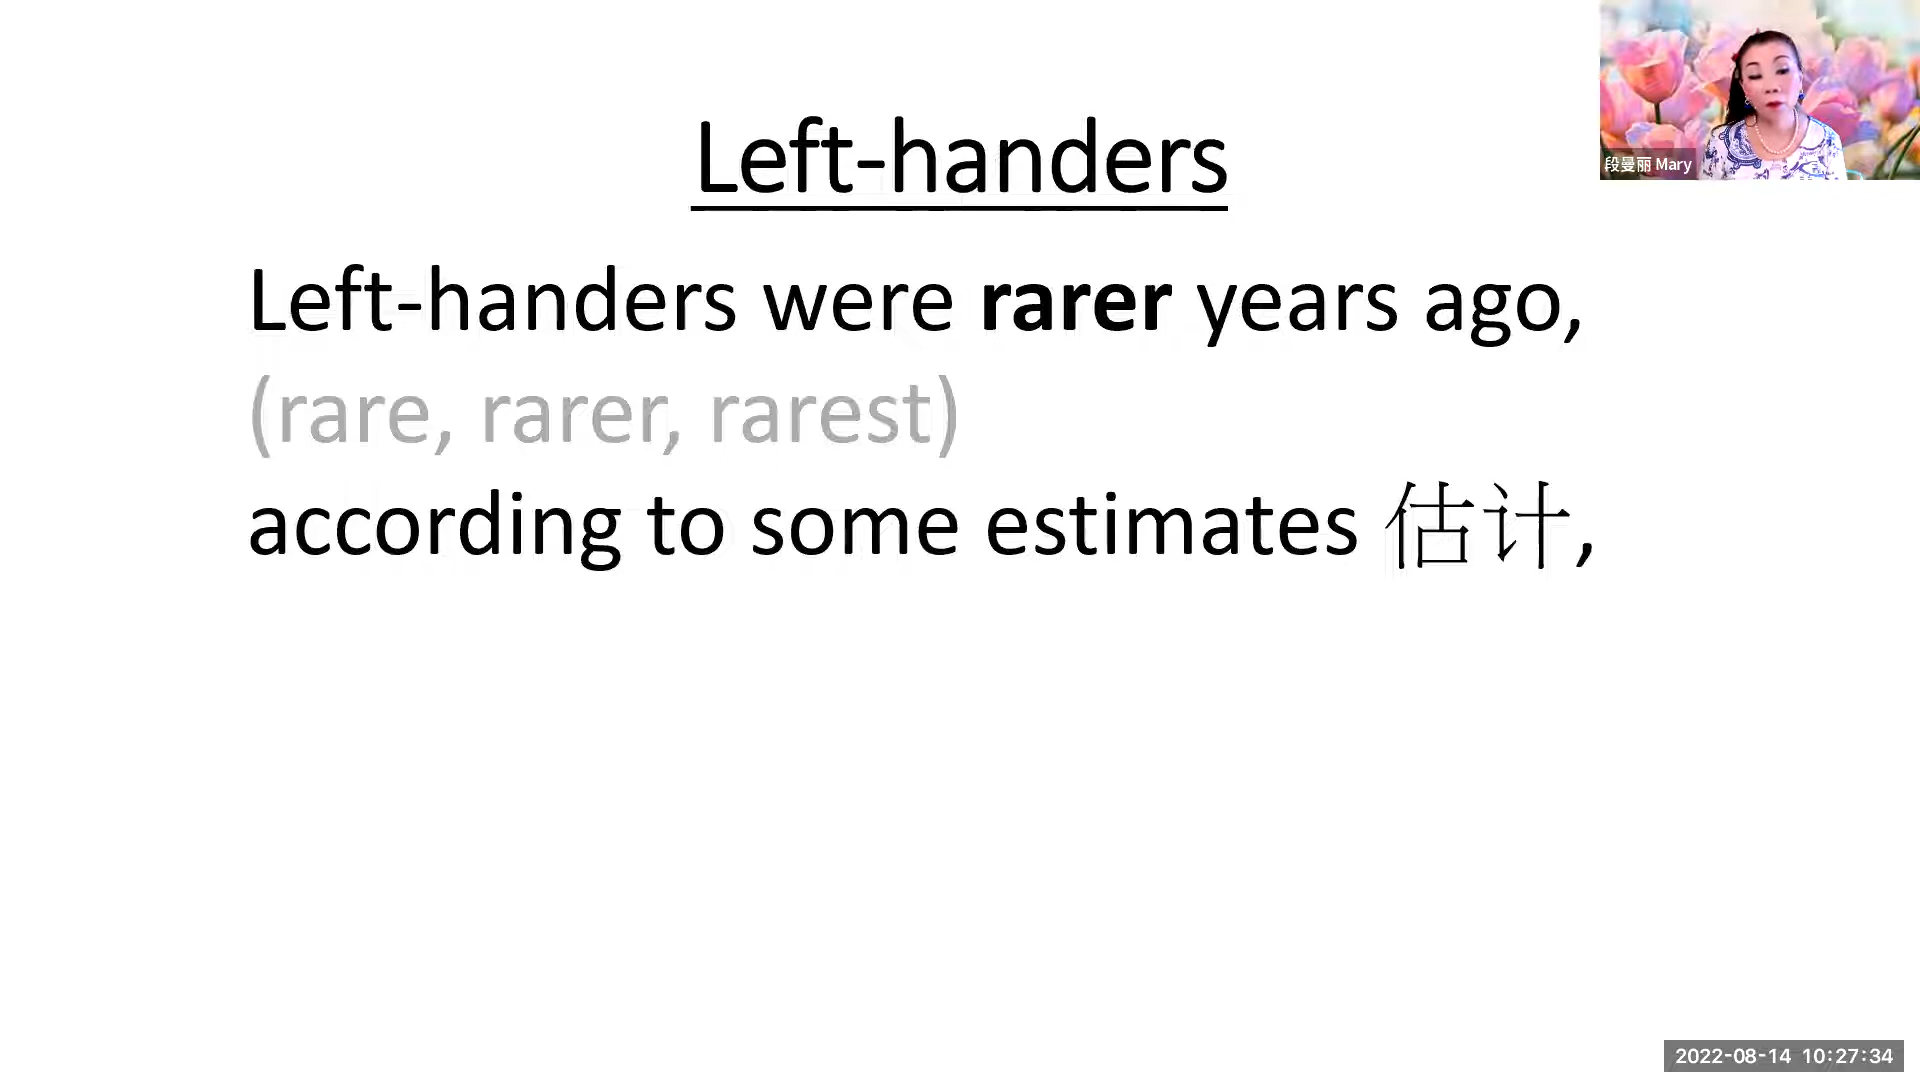 Left-handers
段曼丽 Mary
Left-handers were rarer years ago,
(rare, rarer, rarest)
according to some estimates 估计,
2022-08-14 10:27:34